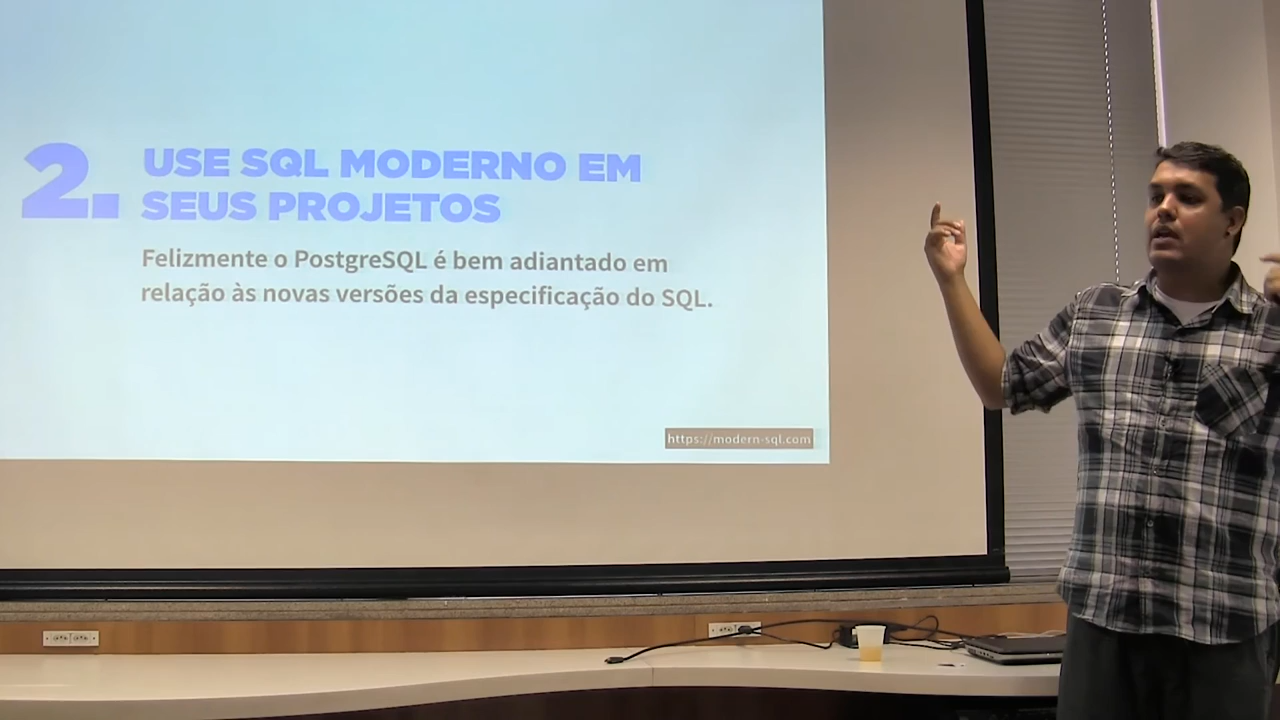 2. USE SQL MODERNO EM
SEUS PROJETOS
Felizmente o PostgreSQL é bem adiantado em
relação às novas versões da especificação do SQL.
https://modern-sql.com